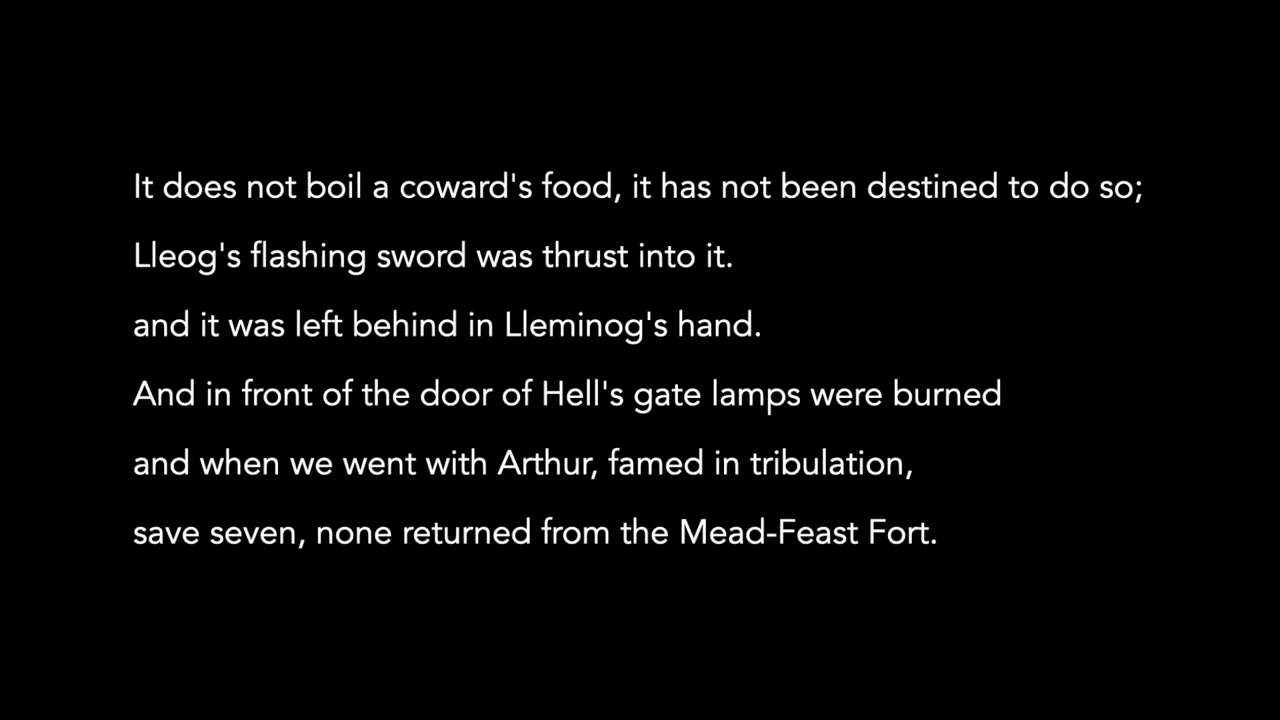 It does not boil a coward's food, it has not been destined to do so;
Lleog's flashing sword was thrust into it.
and it was left behind in Lleminog's hand.
And in front of the door of Hell's gate lamps were burned
and when we went with Arthur, famed in tribulation,
save seven, none returned from the Mead-Feast Fort.